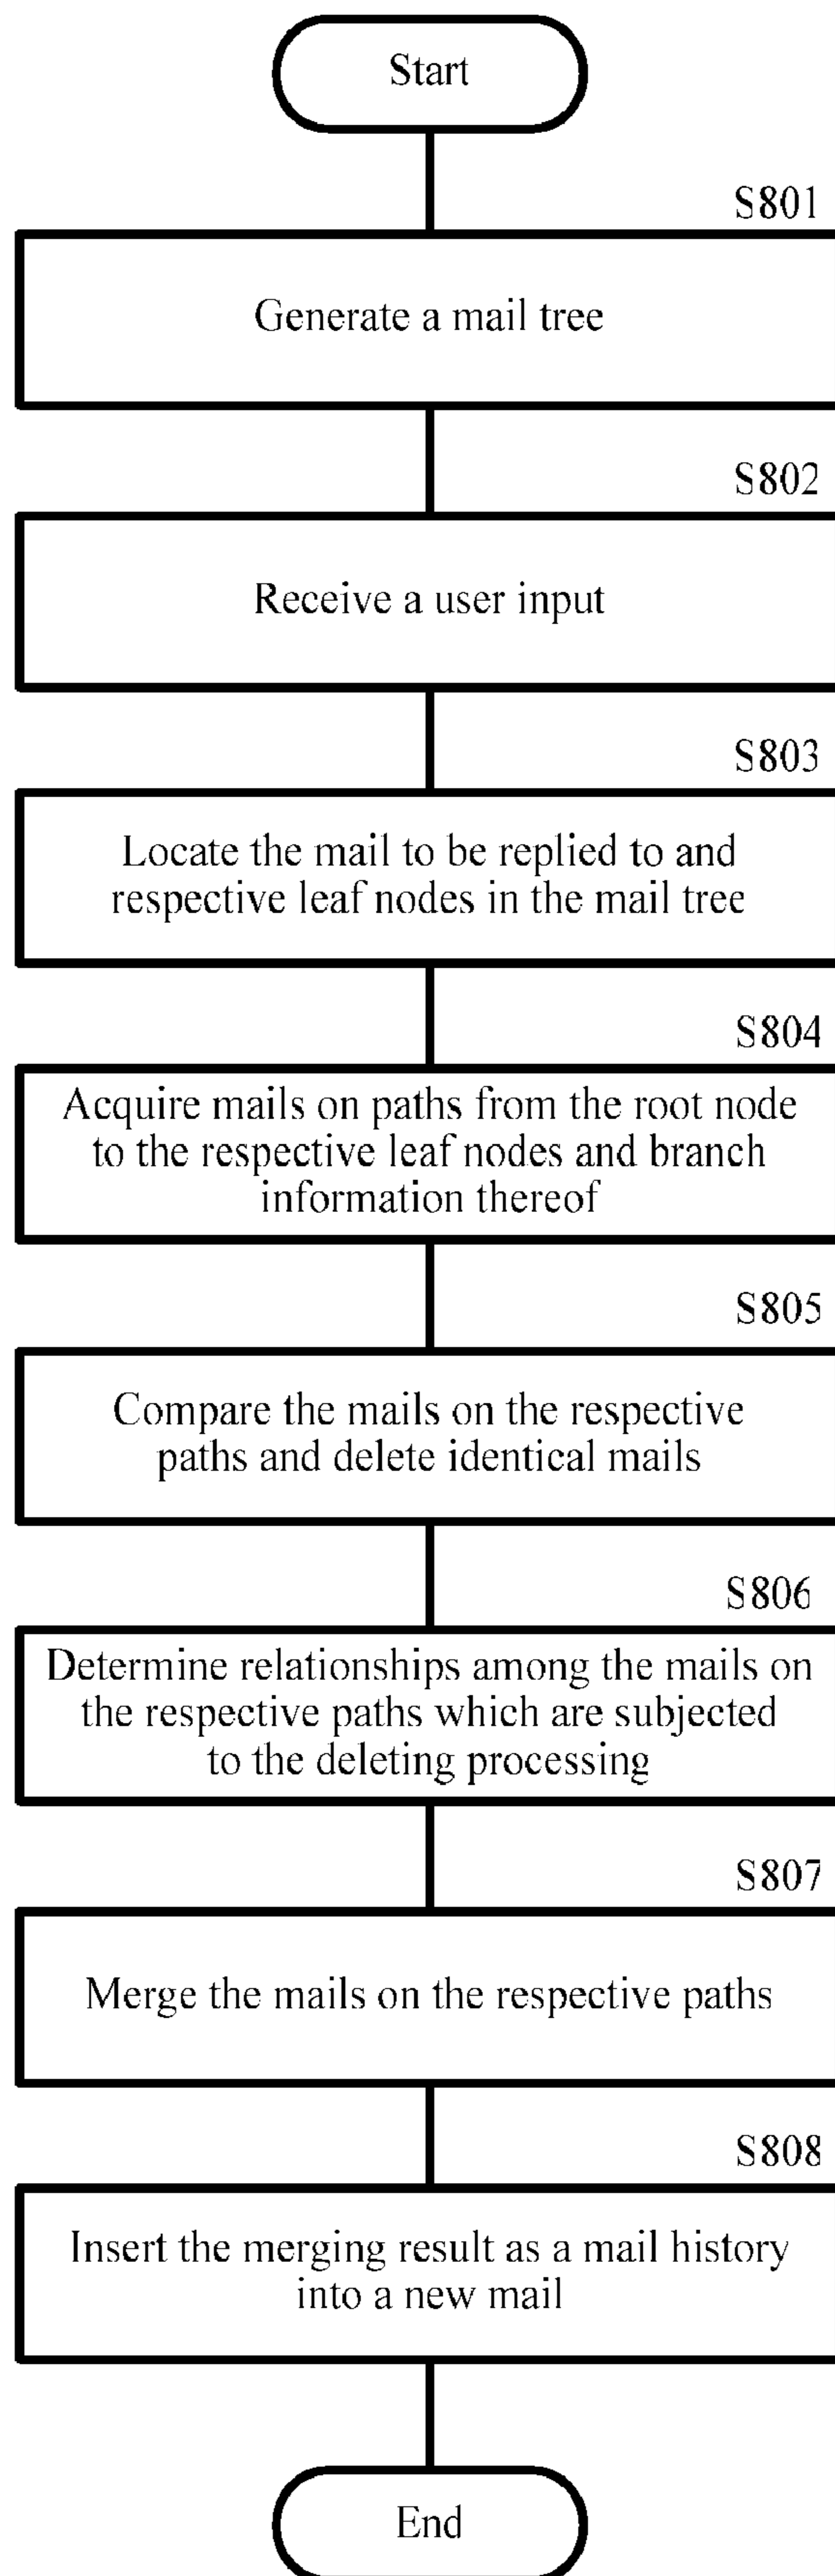 Start
S801
Generate a mail tree
S802
Receive a user input
S803
Locate the mail to be replied to and
respective leaf nodes in the mail tree
S804
Acquire mails on paths from the root node
to the respective leaf nodes and branch
information thereof
S805
Compare the mails on the respective
paths and delete identical mails
S806
Determine relationships among the mails on
the respective paths which are subjected
to the deleting processing
S807
Merge the mails on the respective paths
S808
Insert the merging result as a mail history
into a new mail
End